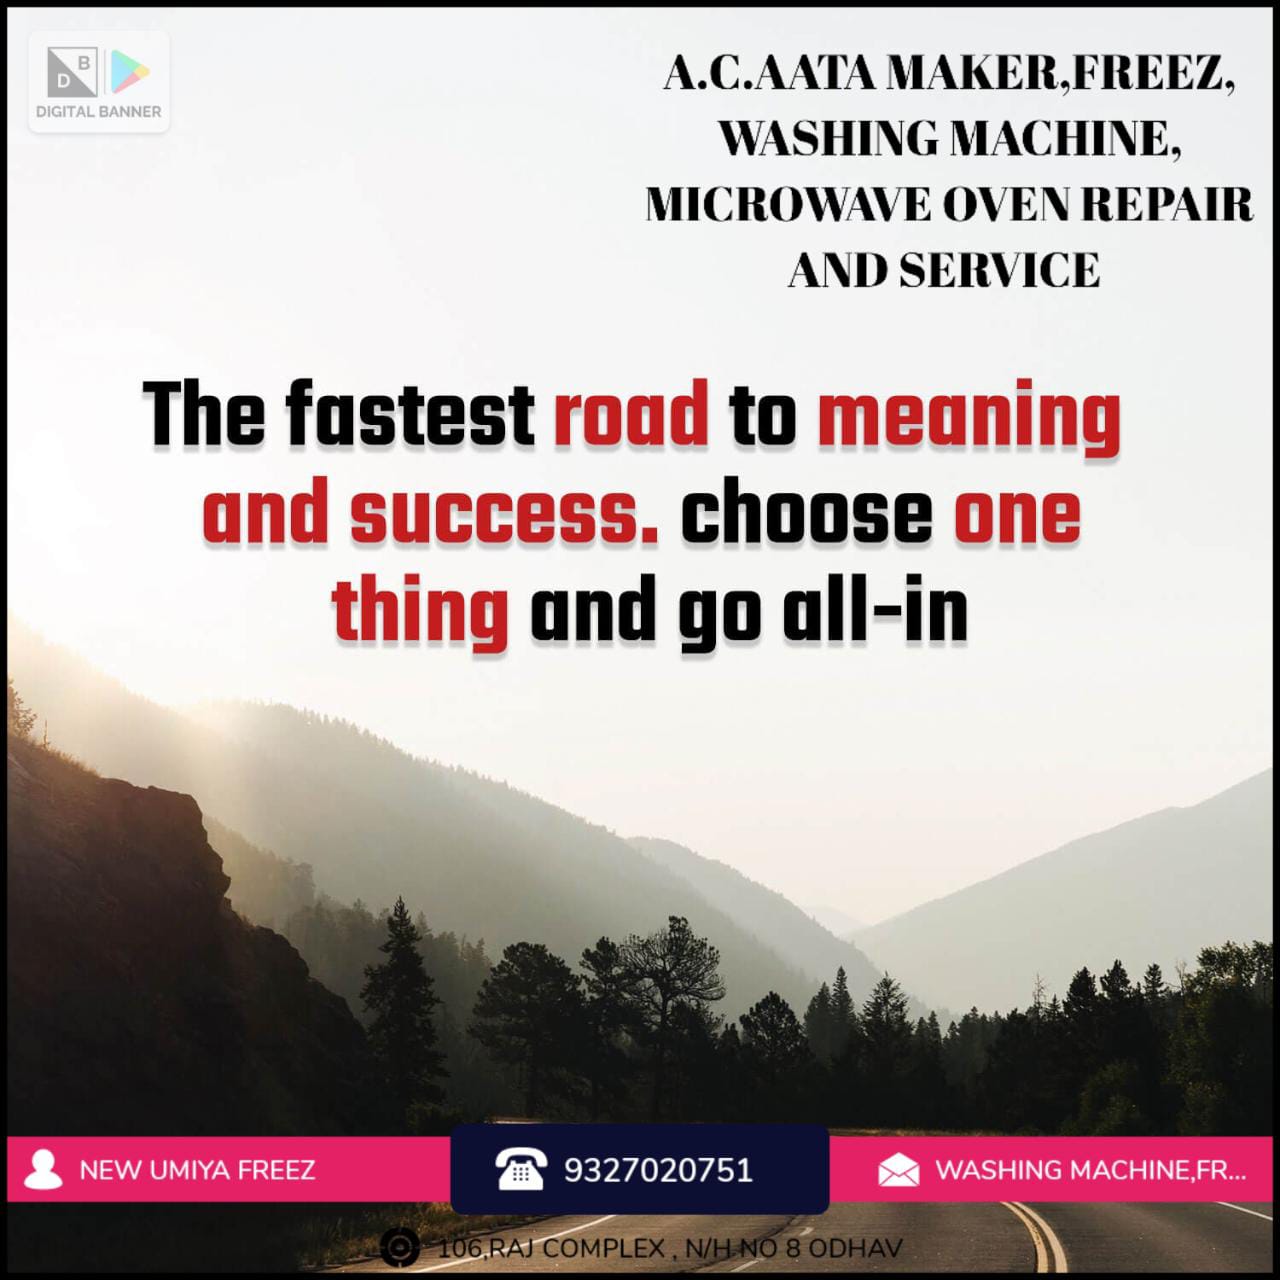 D B
DIGITAL BANNER
A.C.AATA MAKER,FREEZ,
WASHING MACHINE,
MICROWAVE OVEN REPAIR
AND SERVICE
The fastest road to meaning
and success. choose one
thing and go all-in
NEW UMIYA FREEZ
9327020751
WASHING MACHINE,FR...
106,RAJ COMPLEX , N/H NO 8 ODHAV